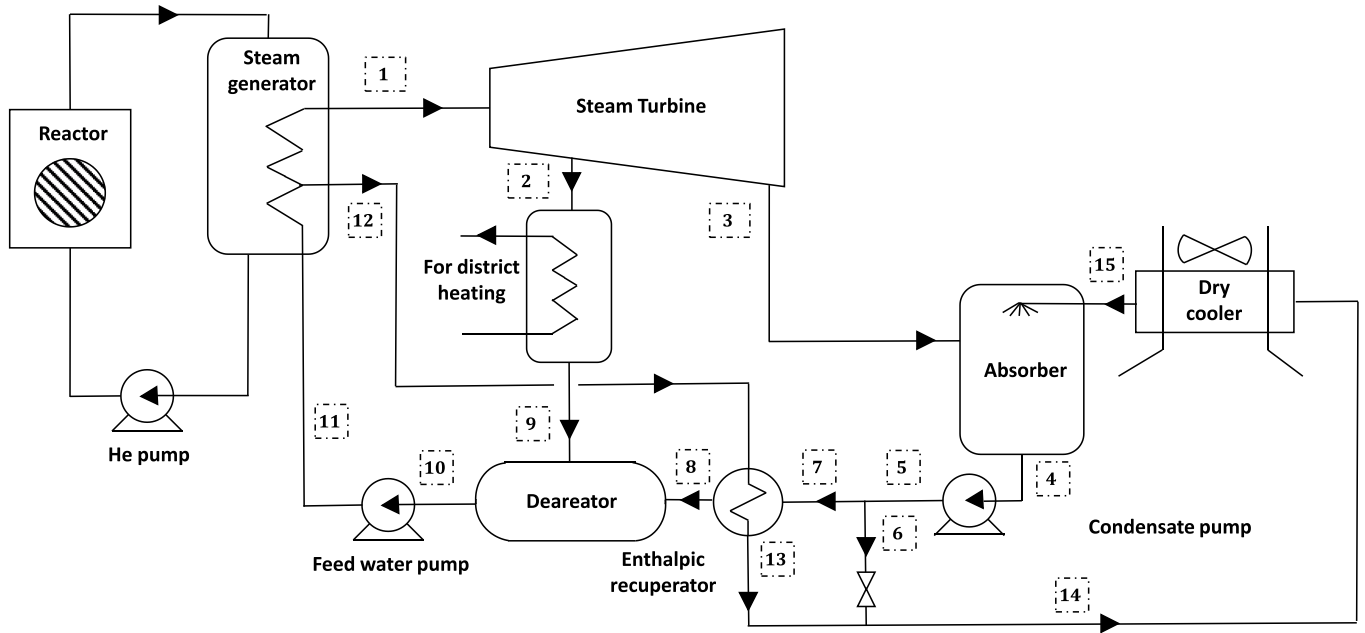 Steam
generator
1
Steam Turbine
Reactor
2
12
3
For district
heating
15
Dry
cooler
Absorber
11
9
He pump
10
8
7
5
4
Deareator
6
Condensate pump
Feed water pump
Enthalpic
recuperator
13
14